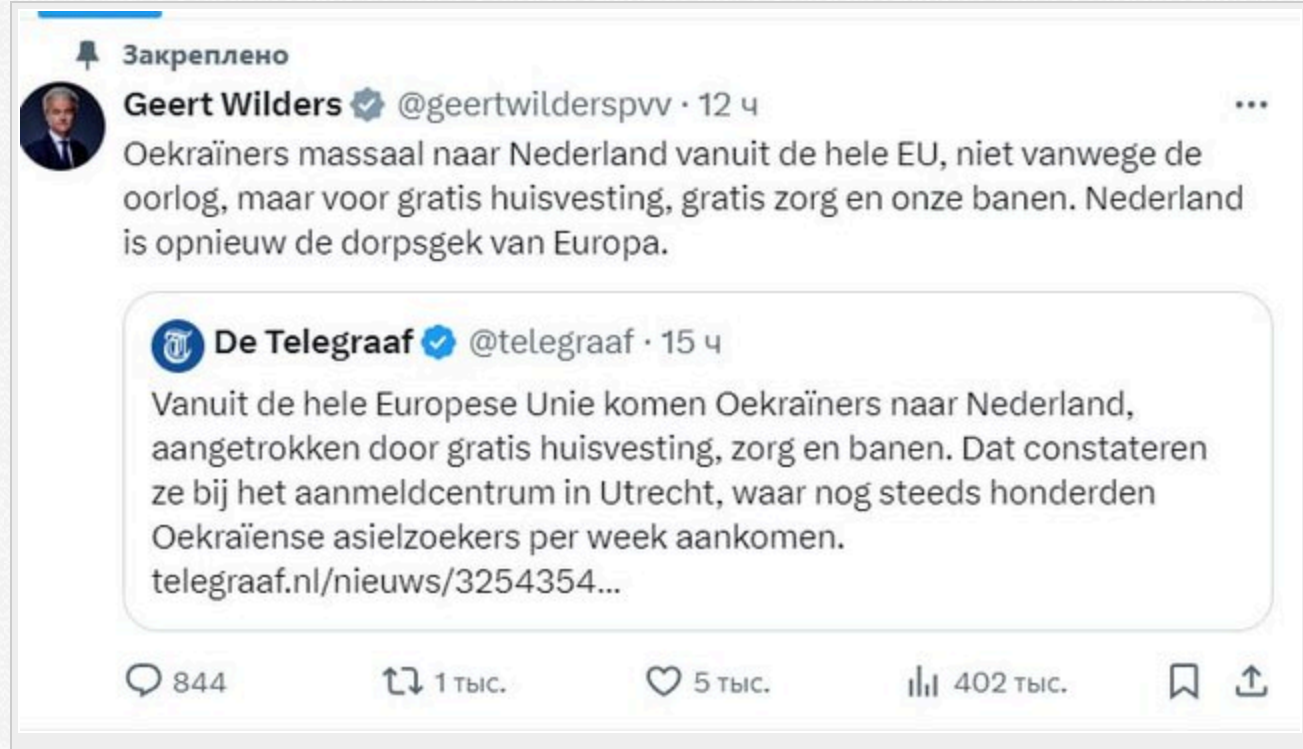 Закреплено
Geert Wilders @geertwilderspvv · 12 ч
Oekraïners massaal naar Nederland vanuit de hele EU, niet vanwege de
oorlog, maar voor gratis huisvesting, gratis zorg en onze banen. Nederland
is opnieuw de dorpsgek van Europa.
De Telegraaf @telegraaf · 15 ч
Vanuit de hele Europese Unie komen Oekraïners naar Nederland,
aangetrokken door gratis huisvesting, zorg en banen. Dat constateren
ze bij het aanmeldcentrum in Utrecht, waar nog steeds honderden
Oekraïense asielzoekers per week aankomen.
telegraaf.nl/nieuws/3254354...
844 1 тыс. 5 тыс. 402 тыс.